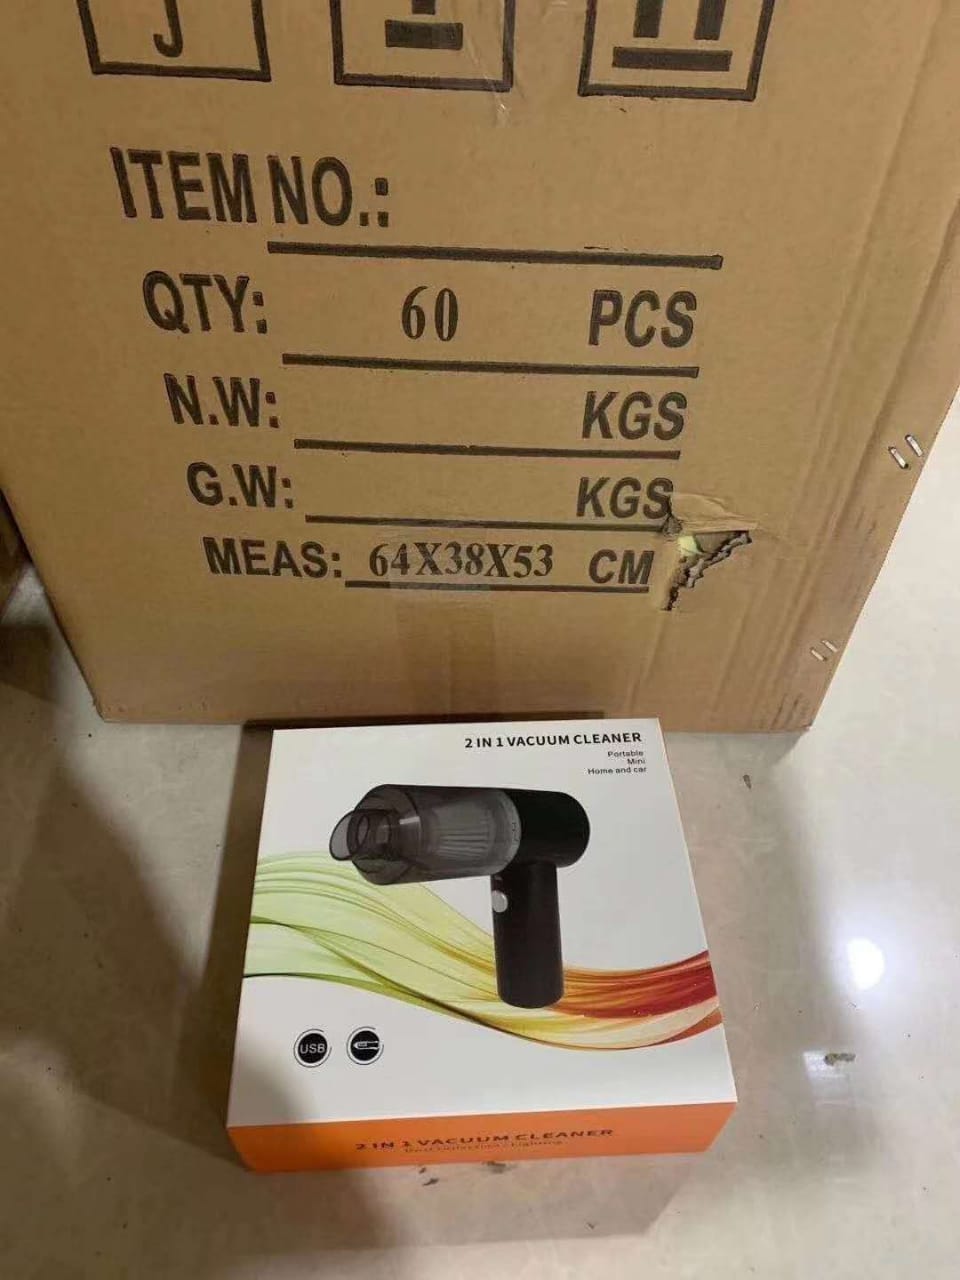 ITEM NO.:
QTY: 60 PCS
N.W: KGS
G.W: KGS
MEAS: 64X38X53 CM
2 IN 1 VACUUM CLEANER
Portable
Mini
Home and car
USB
2 IN 1 VACUUM CLEANER